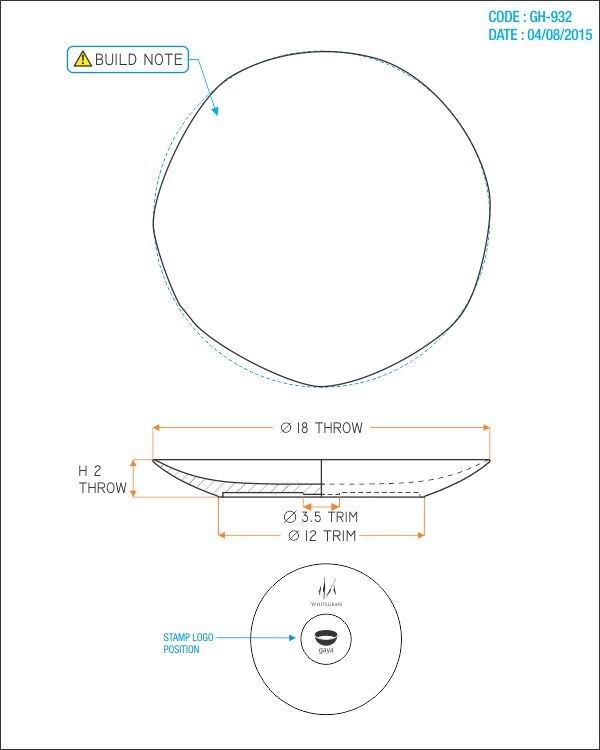 CODE : GH-932
DATE : 04/08/2015
BUILD NOTE
Ø 18 THROW
H 2
THROW
Ø 3.5 TRIM
Ø 12 TRIM
WHITEGRASS
STAMP LOGO
POSITION
gaya